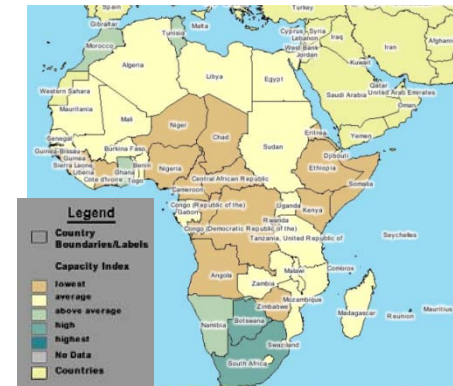 Spain
Turkey
Gibraltar
Malta
Tunisia
Cyprus
Syria
Lebanon
West Bank
Jordan
Iraq
Iran
Afghani
Morocco
Kuwait
Algeria
Libya
Egypt
Qatar
United Arab Emirates
Saudi Arabia
Oman
Western Sahara
Mauritania
Mali
Niger
Chad
Sudan
Eritrea
Yemen
Senegal
Burkina Faso
Djibouti
Guinea-Bissau
Guinea
Benin
Nigeria
Ethiopia
Sierra Leone
Liberia
Ghana
Cote d'Ivoire
Togo
Central African Republic
Somalia
Cameroon
Congo (Republic of the)
Uganda
Kenya
Gabon
Rwanda
Congo (Democratic Republic of the)
Tanzania, United Republic of
Seychelles
Angola
Malawi
Comoros
Zambia
Mozambique
Zimbabwe
Madagascar
Reunion
Mauritius
Namibia
Botswana
Swaziland
South Africa
Legend
Country
Boundaries/Labels
Capacity Index
lowest
average
above average
high
highest
No Data
Countries